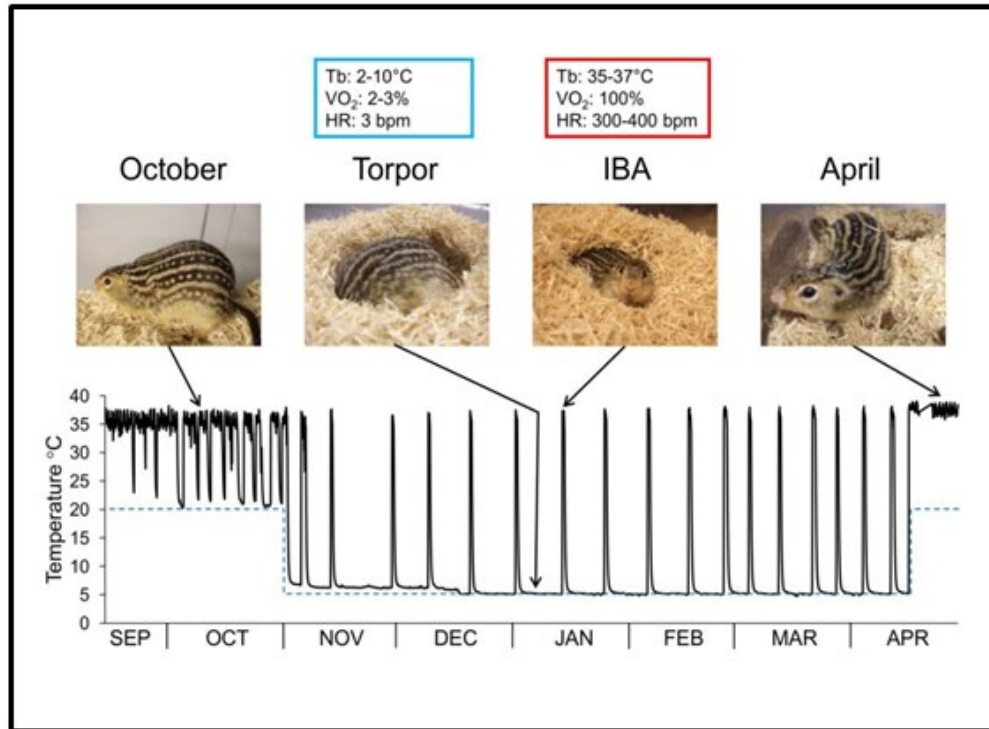 Tb: 2-10°C
VO₂: 2-3%
HR: 3 bpm
Tb: 35-37°C
VO₂: 100%
HR: 300-400 bpm
October
Torpor
IBA
April
Temperature °C
40
35
30
25
20
15
10
5
0
SEP
OCT
NOV
DEC
JAN
FEB
MAR
APR